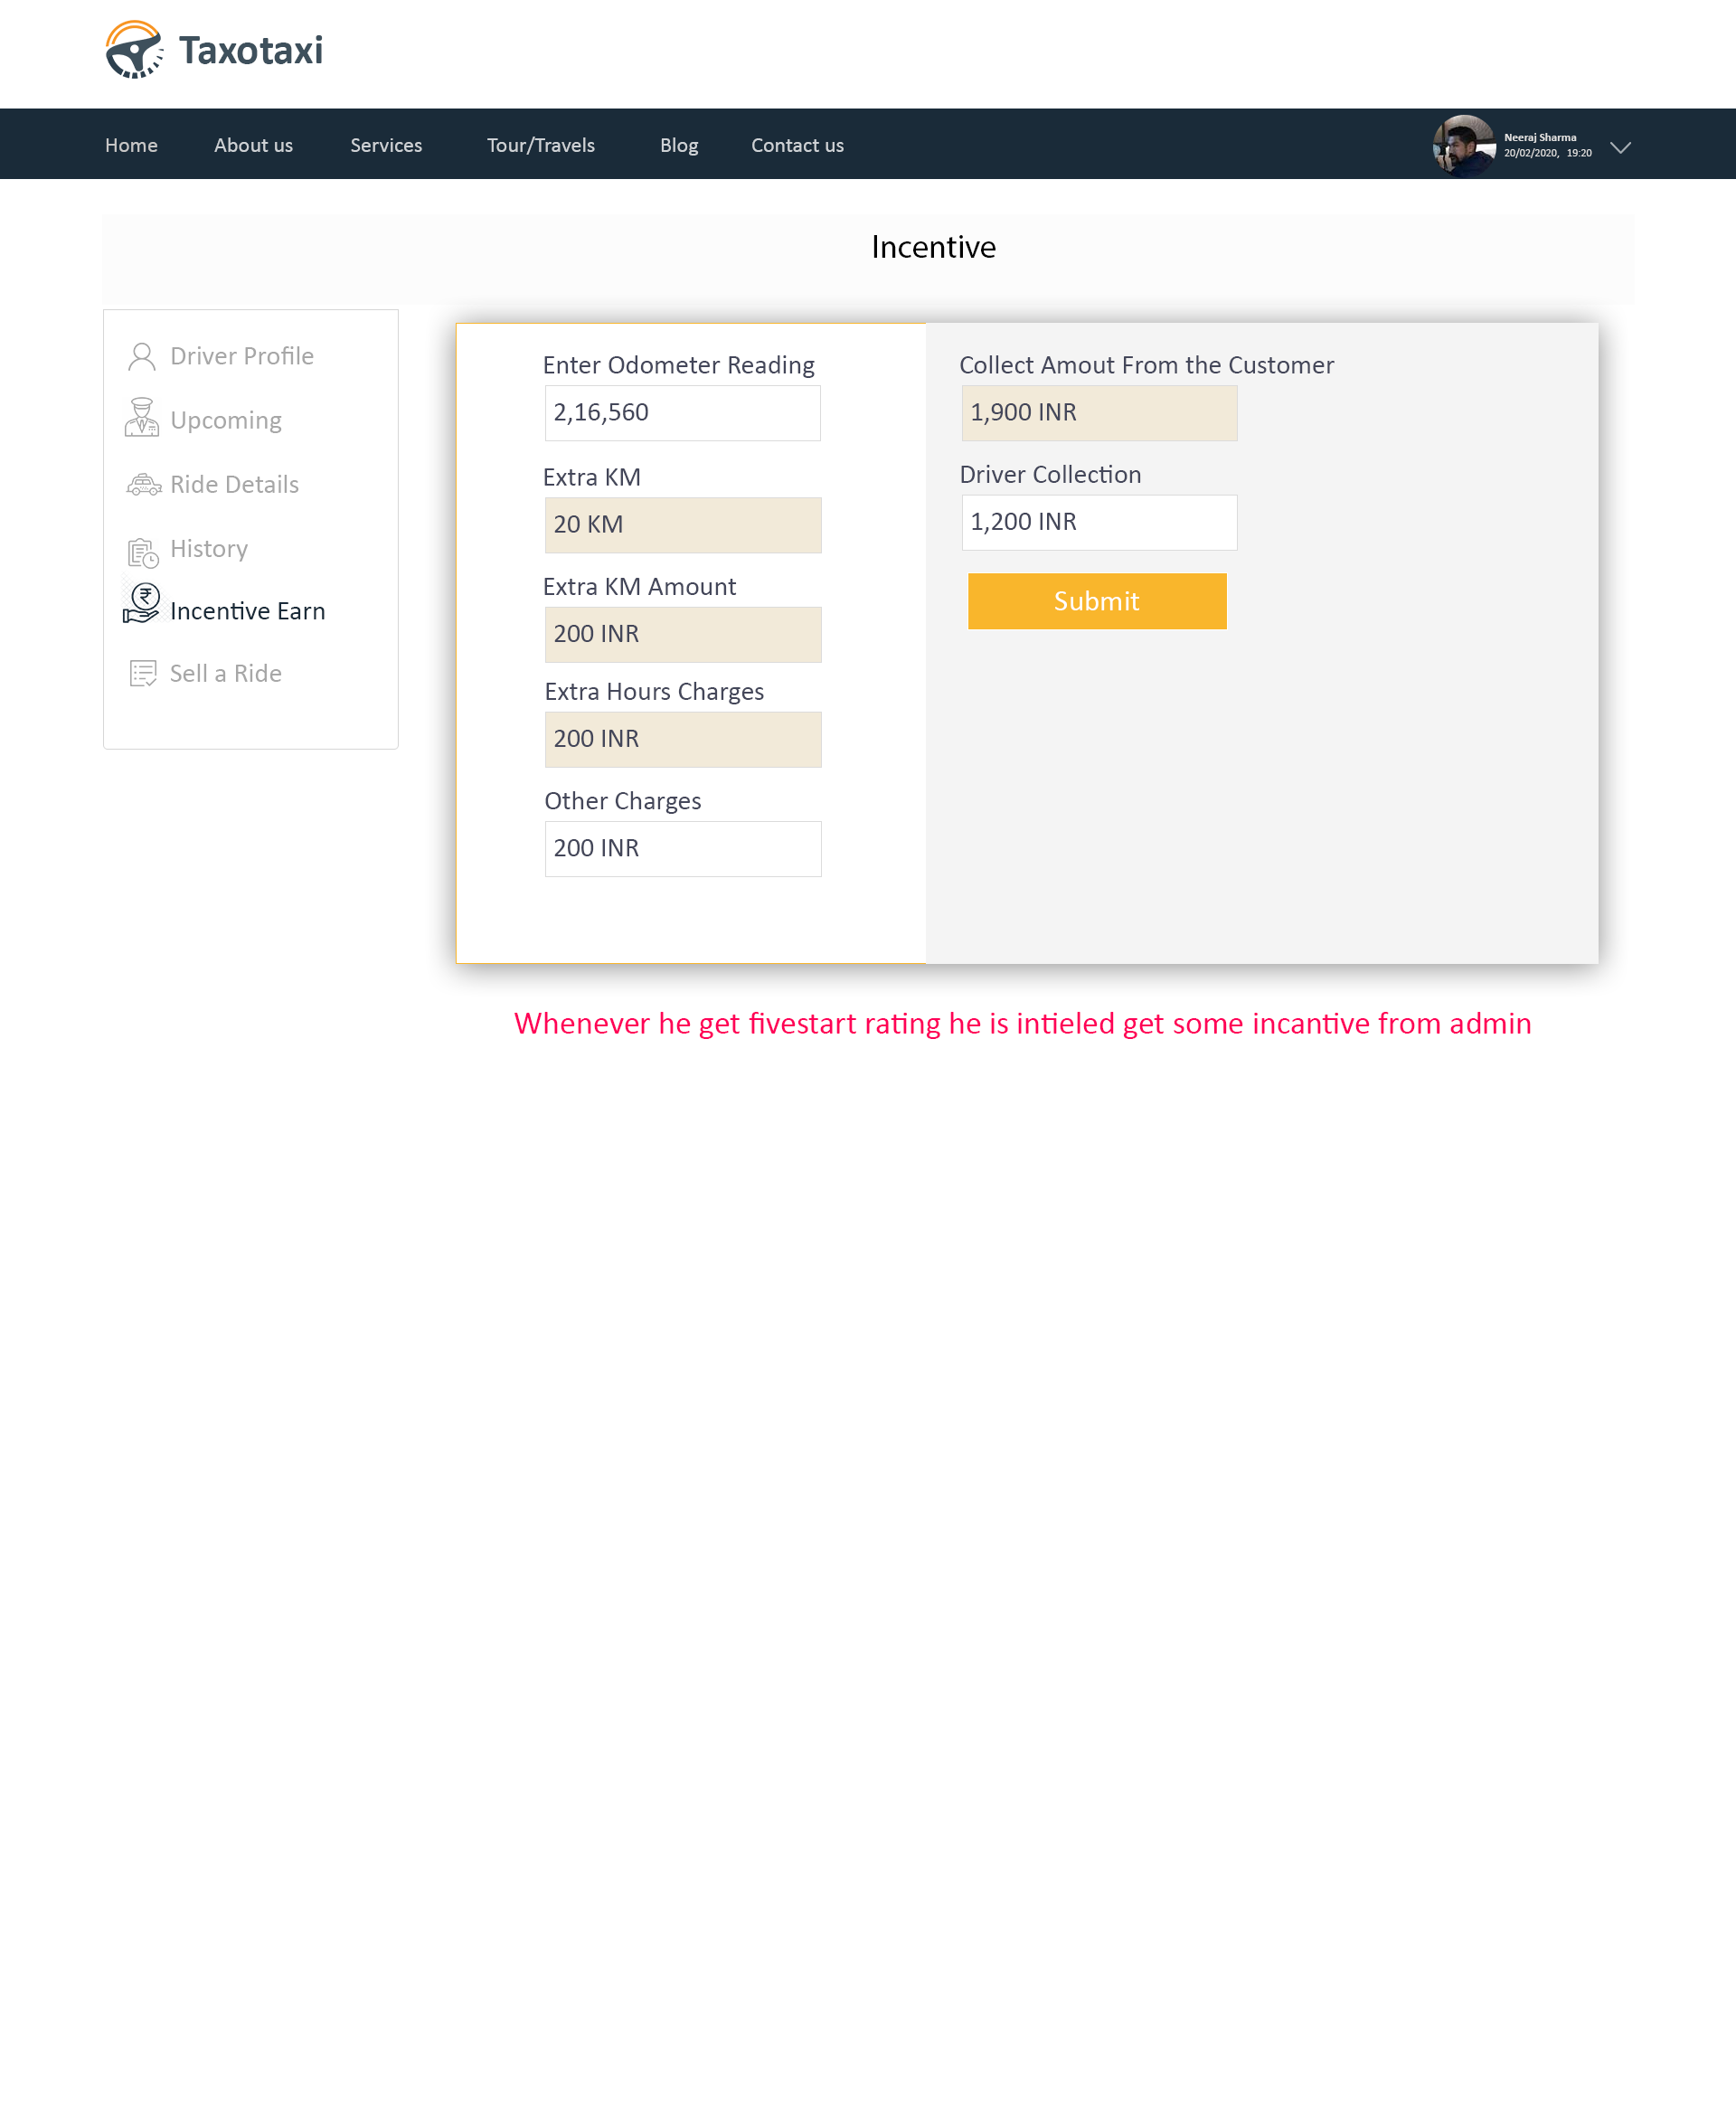 Taxotaxi
Home About us Services Tour/Travels Blog Contact us
Neeraj Sharma
20/02/2020, 19:20
Incentive
Driver Profile
Upcoming
Ride Details
History
Incentive Earn
Sell a Ride
Enter Odometer Reading
2,16,560
Extra KM
20 KM
Extra KM Amount
200 INR
Extra Hours Charges
200 INR
Other Charges
200 INR
Collect Amout From the Customer
1,900 INR
Driver Collection
1,200 INR
Submit
Whenever he get fivestart rating he is intieled get some incantive from admin